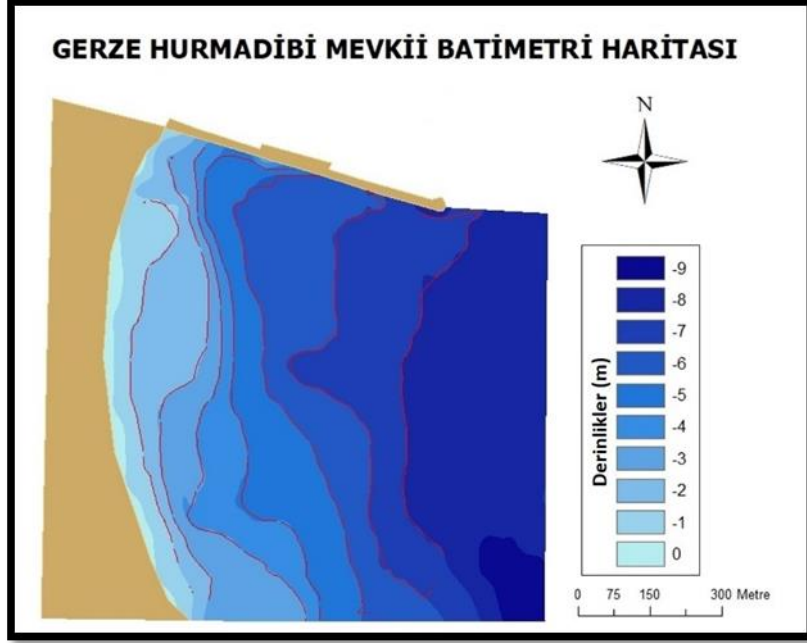 GERZE HURMADİBİ MEVKİİ BATİMETRİ HARİTASI
N
Derinlikler (m)
-9
-8
-7
-6
-5
-4
-3
-2
-1
0
0 75 150 300 Metre